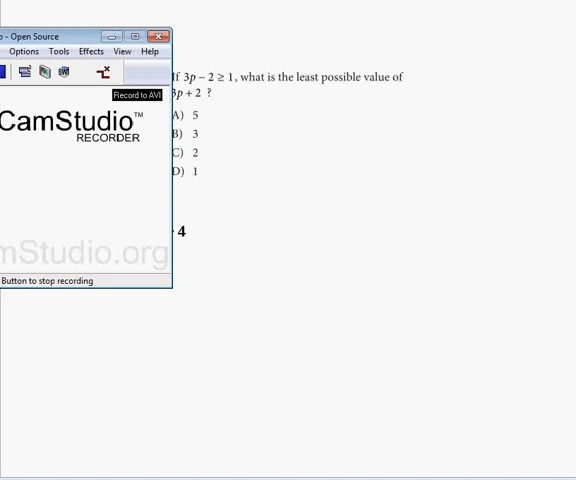 o - Open Source
Options Tools Effects View Help
Record to AVI
CamStudio™
RECORDER
mStudio.org
Button to stop recording
If 3p − 2 ≥ 1, what is the least possible value of
3p + 2 ?
A) 5
B) 3
C) 2
D) 1
4